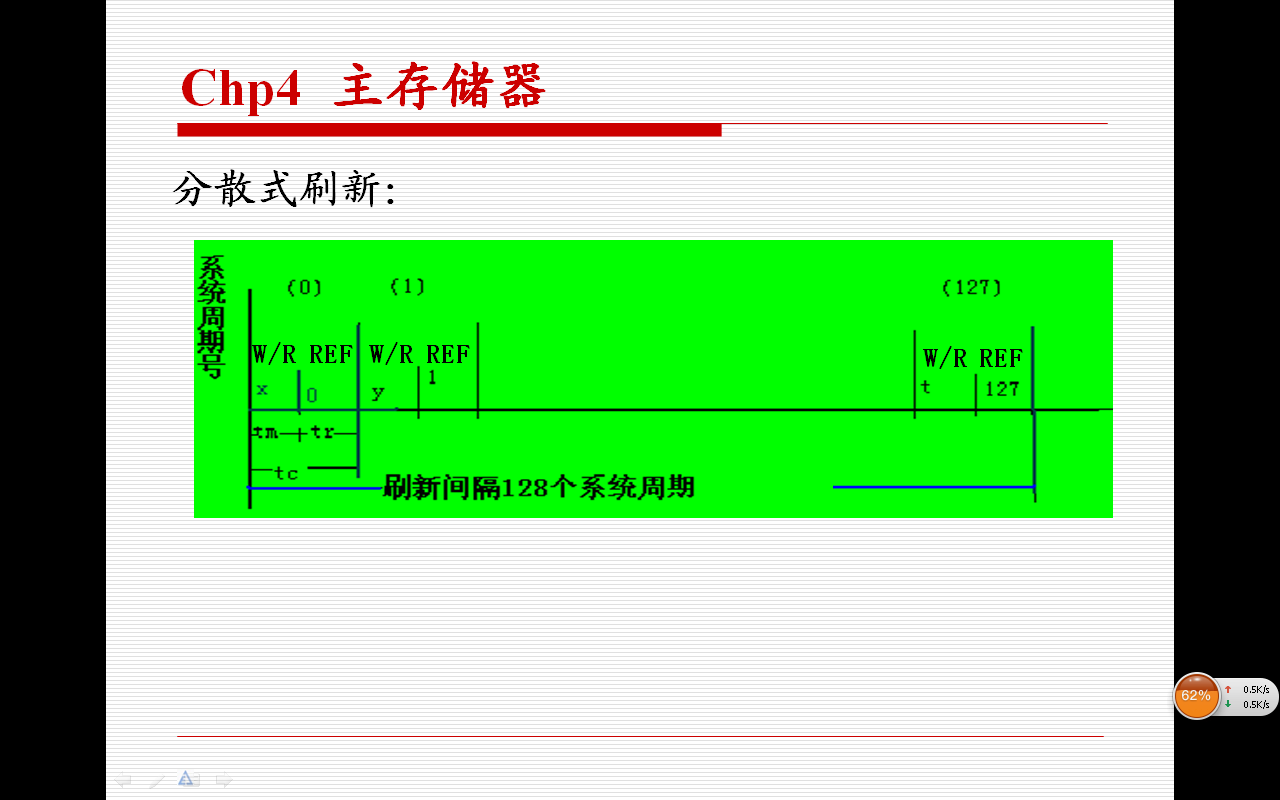 Chp4 主存储器
分散式刷新:
系统周期号
(0) (1) (127)
W/R REF W/R REF W/R REF
x 0 y 1 t 127
tm tr
tc
刷新间隔128个系统周期
62%
0.5K/s
0.5K/s